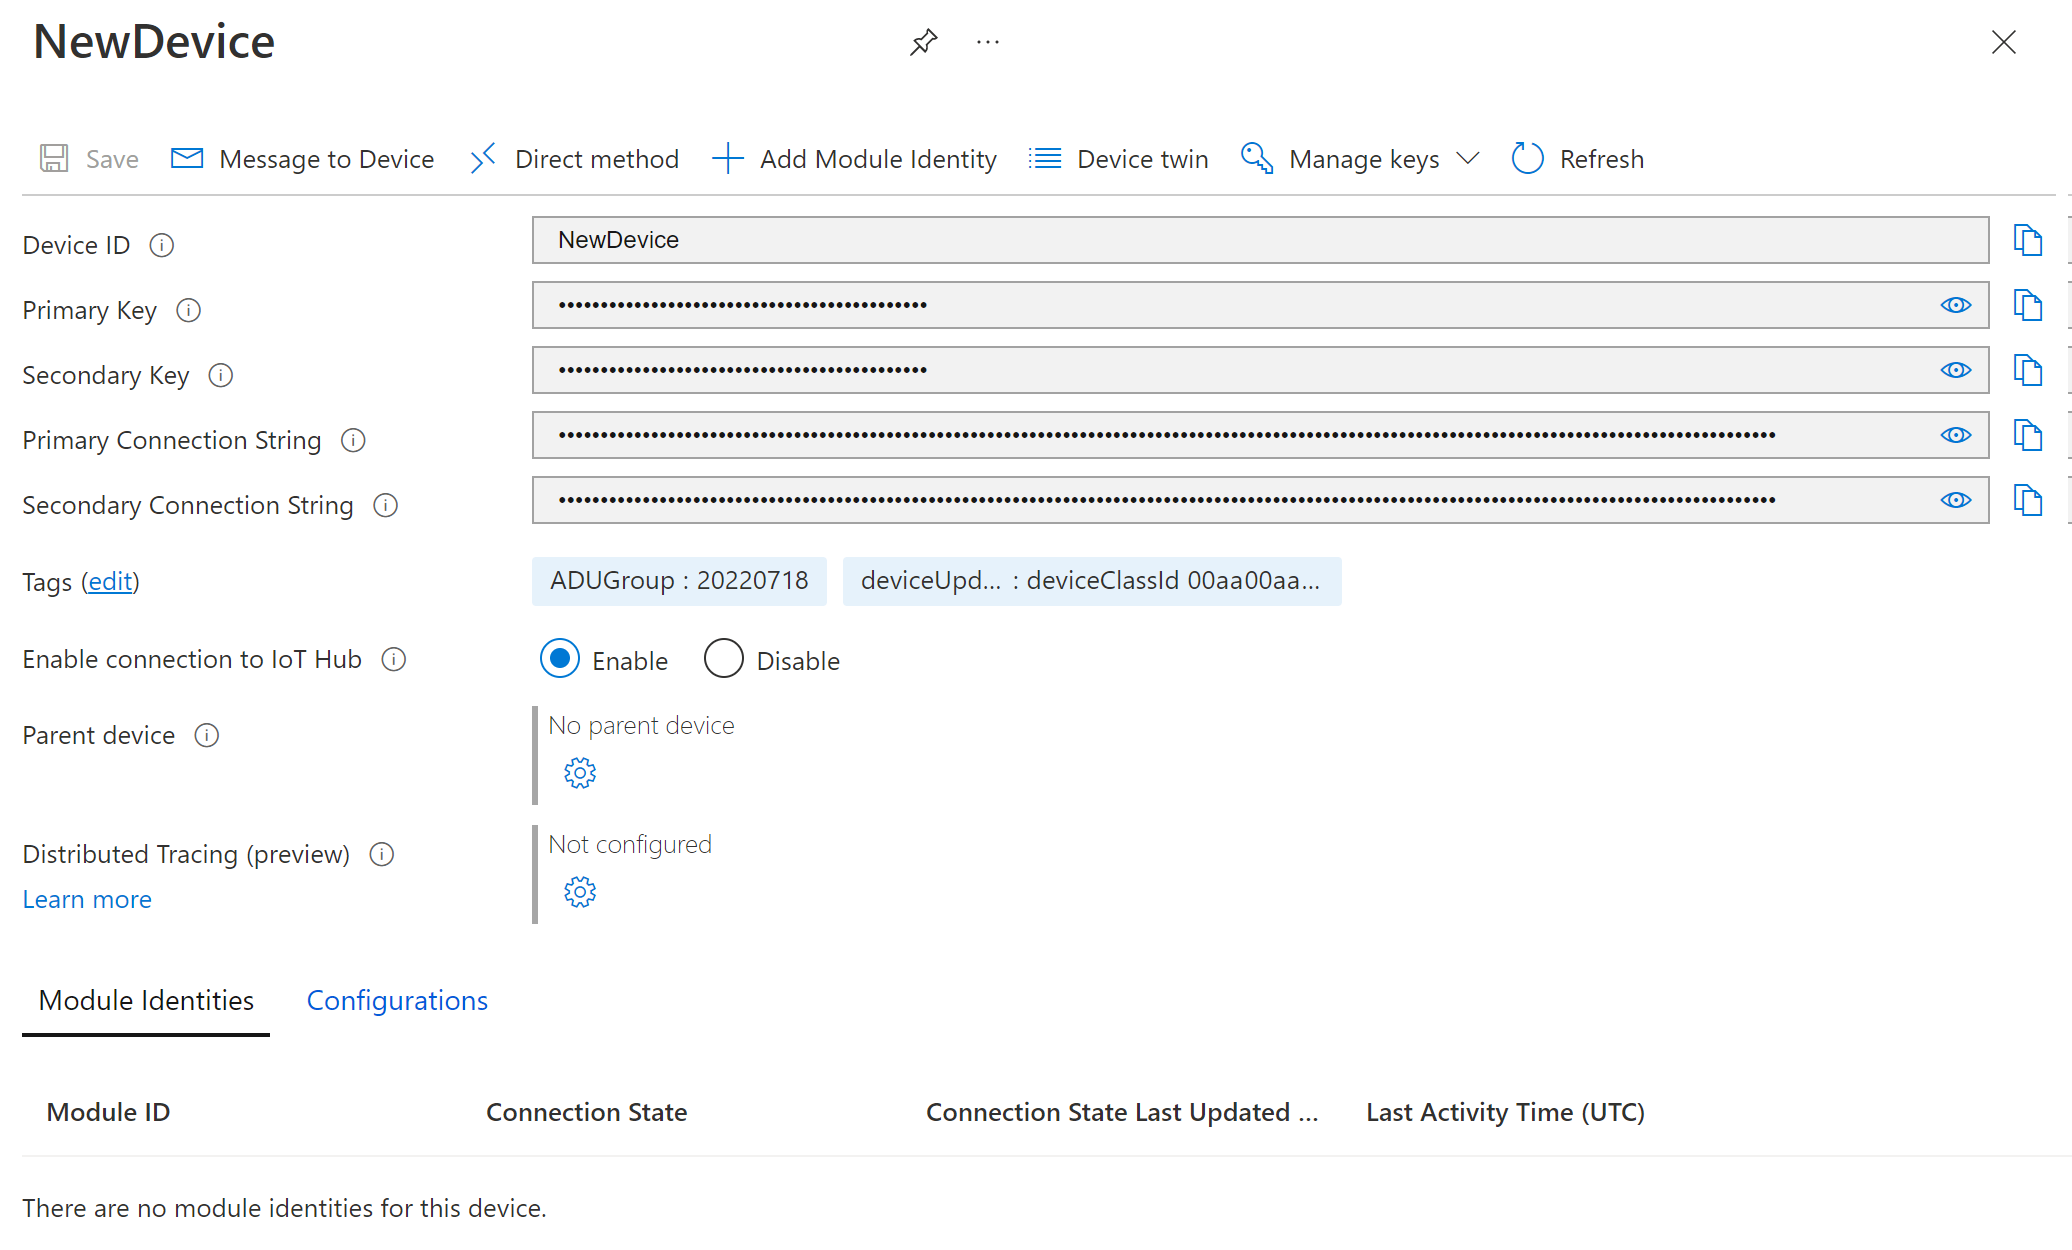 NewDevice
Save Message to Device Direct method Add Module Identity Device twin Manage keys Refresh
Device ID NewDevice
Primary Key
Secondary Key
Primary Connection String
Secondary Connection String
Tags (edit) ADUGroup : 20220718 deviceUpd... : deviceClassId 00aa00aa...
Enable connection to IoT Hub Enable Disable
Parent device No parent device
Distributed Tracing (preview) Not configured
Learn more
Module Identities Configurations
Module ID Connection State Connection State Last Updated ... Last Activity Time (UTC)
There are no module identities for this device.